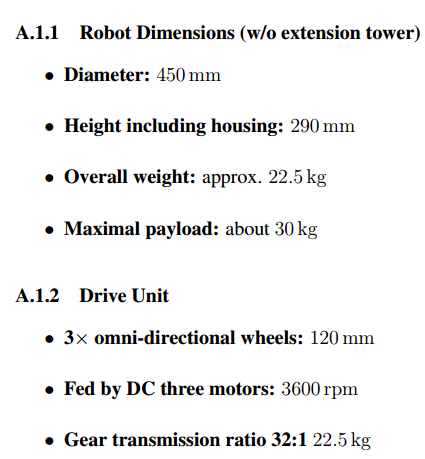 A.1.1 Robot Dimensions (w/o extension tower)
• Diameter: 450 mm
• Height including housing: 290 mm
• Overall weight: approx. 22.5 kg
• Maximal payload: about 30 kg
A.1.2 Drive Unit
• 3× omni-directional wheels: 120 mm
• Fed by DC three motors: 3600 rpm
• Gear transmission ratio 32:1 22.5 kg